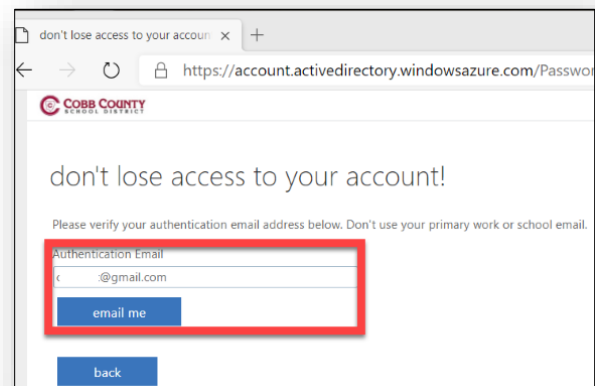 don't lose access to your accoun
https://account.activedirectory.windowsazure.com/Passwor
COBB COUNTY
SCHOOL DISTRICT
don't lose access to your account!
Please verify your authentication email address below. Don't use your primary work or school email.
Authentication Email
:@gmail.com
email me
back